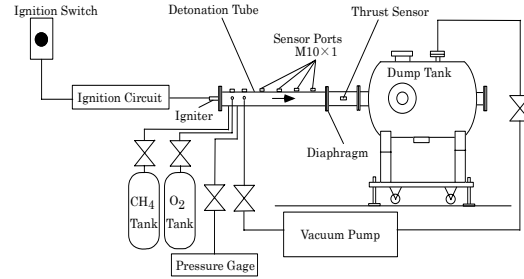 Ignition Switch
Detonation Tube
Thrust Sensor
Sensor Ports
M10×1
Dump Tank
Ignition Circuit
Igniter
Diaphragm
CH4
Tank
O2
Tank
Vacuum Pump
Pressure Gage